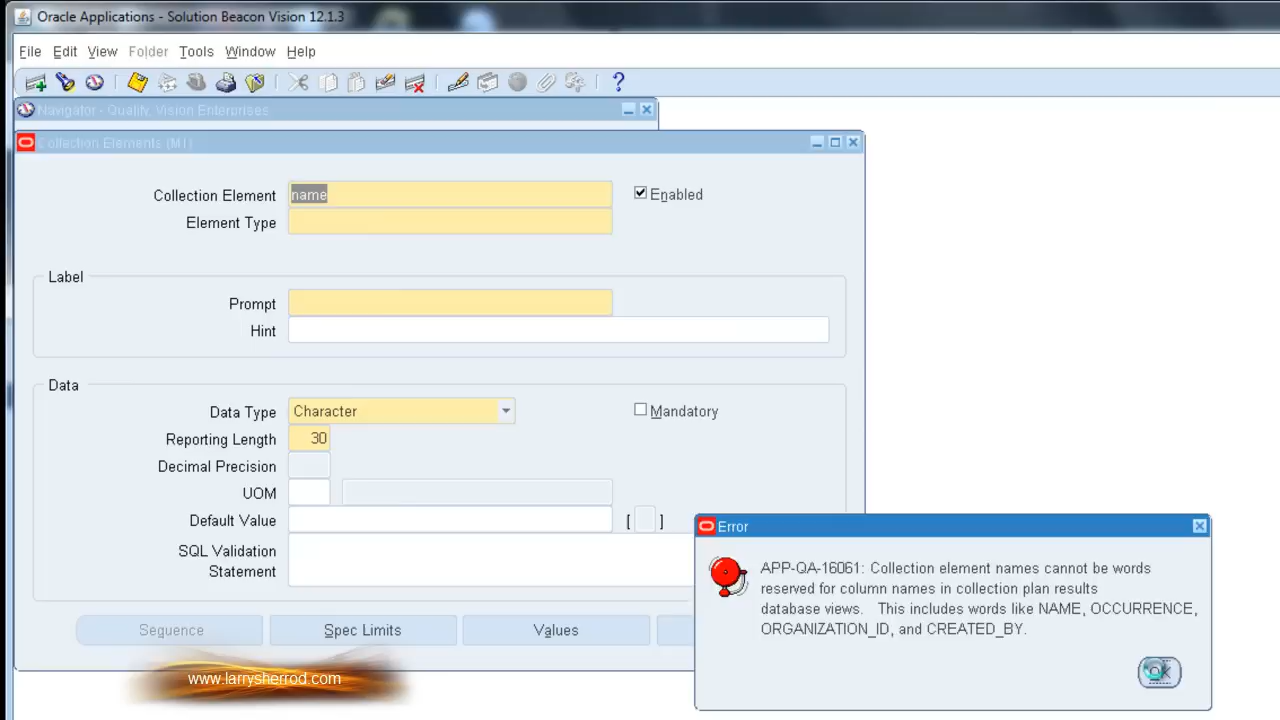 Oracle Applications - Solution Beacon Vision 12.1.3
File Edit View Folder Tools Window Help
Navigator - Quality, Vision Enterprises
Collection Elements (M1)
Collection Element name Enabled
Element Type
Label
Prompt
Hint
Data
Data Type Character Mandatory
Reporting Length 30
Decimal Precision
UOM
Default Value [ ]
SQL Validation
Statement
Sequence Spec Limits Values
Error
APP-QA-16061: Collection element names cannot be words
reserved for column names in collection plan results
database views. This includes words like NAME, OCCURRENCE,
ORGANIZATION_ID, and CREATED_BY.
OK
www.larrysherrod.com